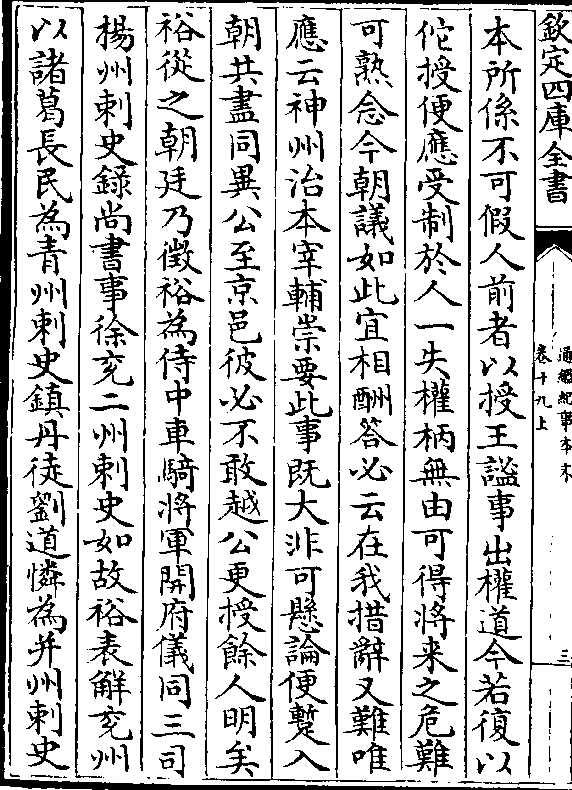 欽定四庫全書
通鑑紀事本末
卷十九上
三
本所係不可假人前者以授王謐事出權道今若復以
佗授便應受制於人一失權柄無由可得將来之危難
可熟念今朝議如此宜相酬答必云在我措辭又難唯
應云神州治本宰輔崇要此事既大非可懸論便蹔入
朝共盡同異公至京邑彼必不敢越公更授餘人明矣
裕從之朝廷乃徵裕為侍中車騎將軍開府儀同三司
楊州刺史錄尚書事徐兖二州刺史如故裕表解兖州
以諸葛長民為青州刺史鎮丹徒劉道憐為并州刺史